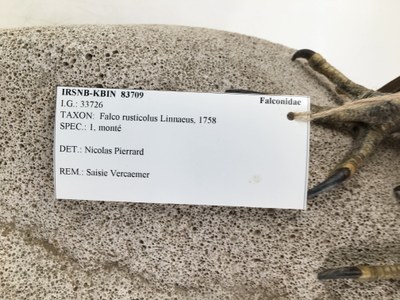 IRSNB-KBIN 83709
Falconidae
I.G.: 33726
TAXON: Falco rusticolus Linnaeus, 1758
SPEC.: 1, monté
DET.: Nicolas Pierrard
REM.: Saisie Vercaemer